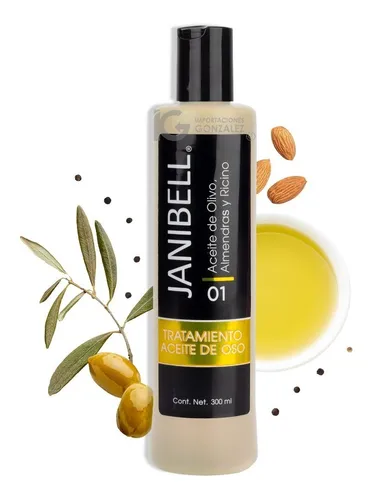 IMPORTACIONES
GONZALEZ
JANIBELL®
Aceite de Olivo,
Almendras y Ricino
01
TRATAMIENTO
ACEITE DE OSO
Cont. Net. 300 ml